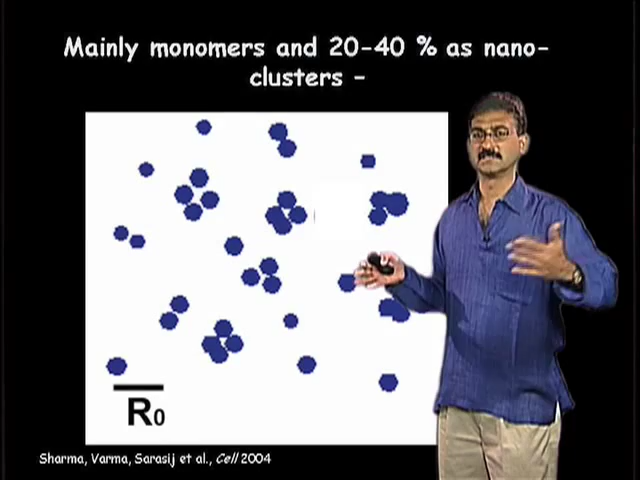 Mainly monomers and 20-40 % as nano-
clusters -
R0
Sharma, Varma, Sarasij et al., Cell 2004